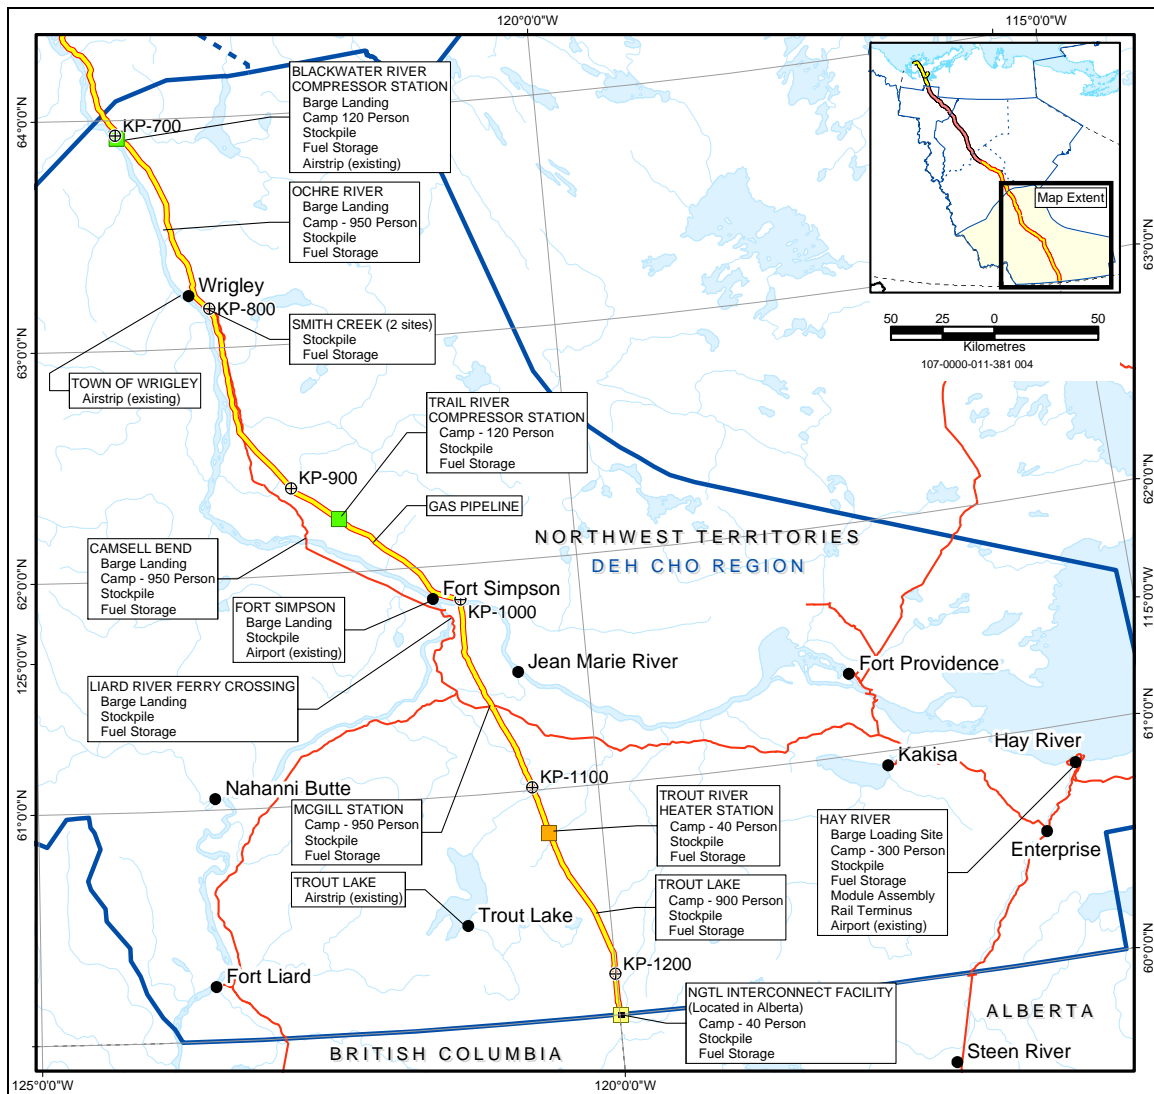 120°0'0"W
115°0'0"W
64°0'0"N
KP-700
BLACKWATER RIVER
COMPRESSOR STATION
Barge Landing
Camp 120 Person
Stockpile
Fuel Storage
Airstrip (existing)
OCHRE RIVER
Barge Landing
Camp - 950 Person
Stockpile
Fuel Storage
Map Extent
63°0'0"N
Wrigley
KP-800
SMITH CREEK (2 sites)
Stockpile
Fuel Storage
50 25 0 50
Kilometres
107-0000-011-381 004
63°0'0"N
TOWN OF WRIGLEY
Airstrip (existing)
TRAIL RIVER
COMPRESSOR STATION
Camp - 120 Person
Stockpile
Fuel Storage
KP-900
62°0'0"N
GAS PIPELINE
NORTHWEST TERRITORIES
DEH CHO REGION
CAMSELL BEND
Barge Landing
Camp - 950 Person
Stockpile
Fuel Storage
62°0'0"N
Fort Simpson
KP-1000
115°0'0"W
FORT SIMPSON
Barge Landing
Stockpile
Airport (existing)
125°0'0"W
Jean Marie River
Fort Providence
LIARD RIVER FERRY CROSSING
Barge Landing
Stockpile
Fuel Storage
61°0'0"N
Kakisa
Hay River
KP-1100
Nahanni Butte
61°0'0"N
MCGILL STATION
Camp - 950 Person
Stockpile
Fuel Storage
TROUT RIVER
HEATER STATION
Camp - 40 Person
Stockpile
Fuel Storage
HAY RIVER
Barge Loading Site
Camp - 300 Person
Stockpile
Fuel Storage
Module Assembly
Rail Terminus
Airport (existing)
Enterprise
TROUT LAKE
Airstrip (existing)
TROUT LAKE
Camp - 900 Person
Stockpile
Fuel Storage
Trout Lake
60°0'0"N
KP-1200
Fort Liard
NGTL INTERCONNECT FACILITY
(Located in Alberta)
Camp - 40 Person
Stockpile
Fuel Storage
ALBERTA
BRITISH COLUMBIA
Steen River
125°0'0"W
120°0'0"W